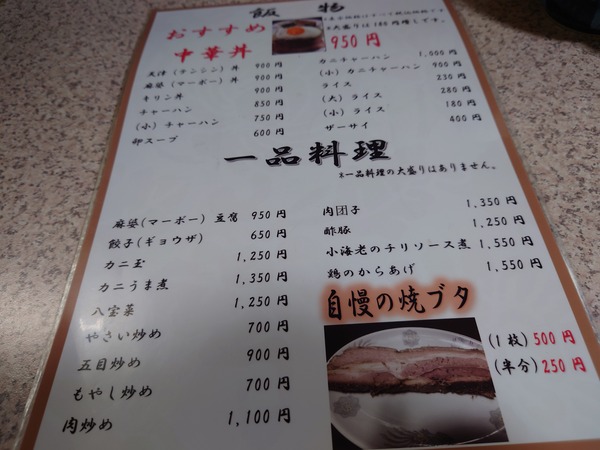 飯物
おすすめ
中華丼
950円
天津(テンシン)丼 900円
麻婆(マーボー)丼 900円
キリン丼 900円
チャーハン 850円
(小)チャーハン 750円
卵スープ 600円
カニチャーハン 1,000円
(小)カニチャーハン 900円
ライス 230円
(大)ライス 280円
(小)ライス 180円
ザーサイ 400円
一品料理
※一品料理の大盛りはありません。
麻婆(マーボー)豆腐 950円
餃子(ギョウザ) 650円
カニ玉 1,250円
カニうま煮 1,350円
八宝菜 1,250円
やさい炒め 700円
五目炒め 900円
もやし炒め 700円
肉炒め 1,100円
肉団子 1,350円
酢豚 1,250円
小海老のチリソース煮 1,550円
鶏のからあげ 1,550円
自慢の焼ブタ
(1枚)500円
(半分)250円